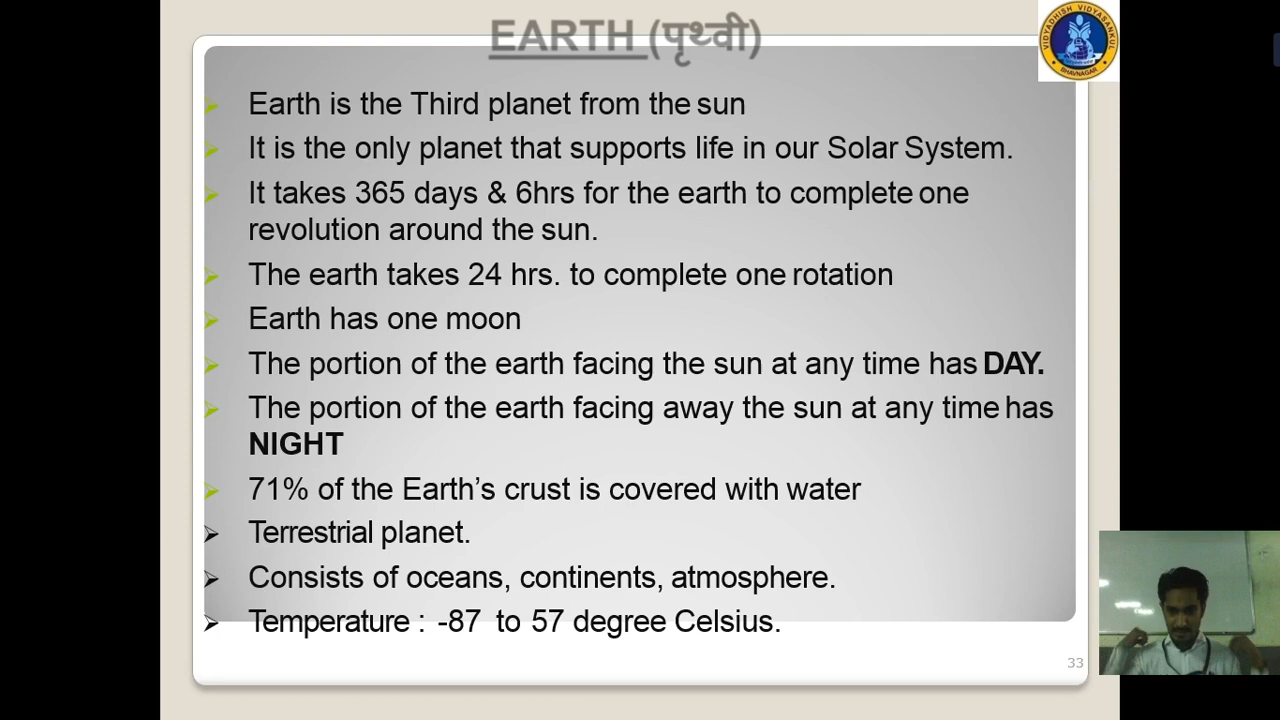 EARTH (पृथ्वी)
VIDYADHISH VIDYASANKUL
BHAVNAGAR
Earth is the Third planet from the sun
It is the only planet that supports life in our Solar System.
It takes 365 days & 6hrs for the earth to complete one
revolution around the sun.
The earth takes 24 hrs. to complete one rotation
Earth has one moon
The portion of the earth facing the sun at any time has DAY.
The portion of the earth facing away the sun at any time has
NIGHT
71% of the Earth’s crust is covered with water
Terrestrial planet.
Consists of oceans, continents, atmosphere.
Temperature : -87 to 57 degree Celsius.
33